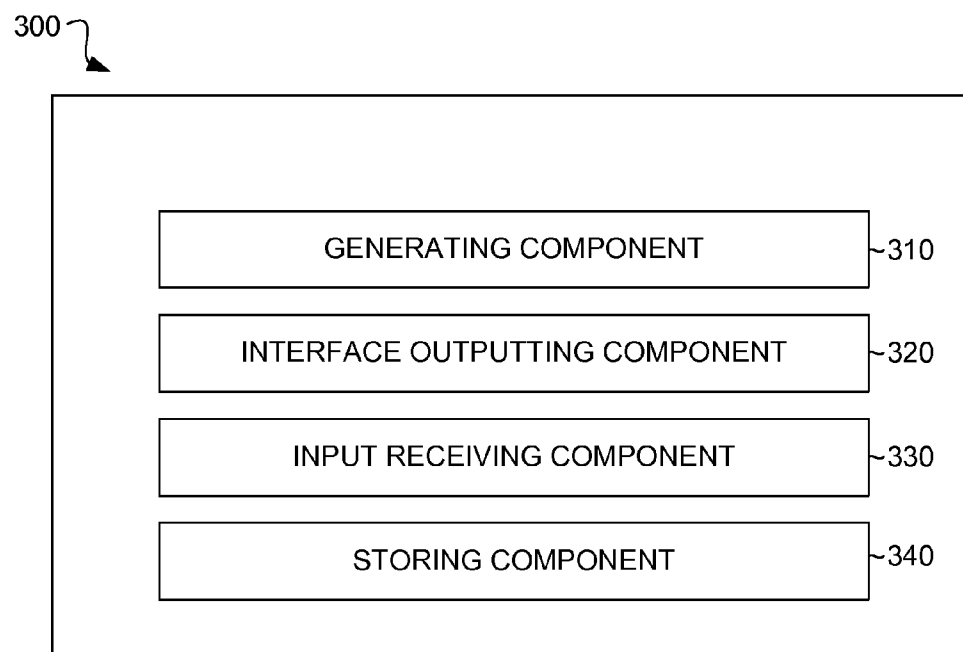 300
GENERATING COMPONENT
310
INTERFACE OUTPUTTING COMPONENT
320
INPUT RECEIVING COMPONENT
330
STORING COMPONENT
340